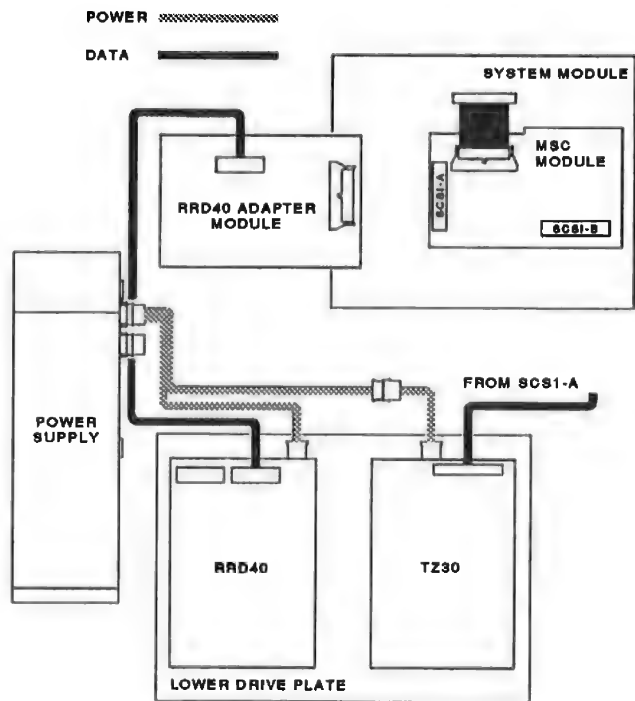 POWER
DATA
SYSTEM MODULE
MSC
MODULE
SCSI-A
SCSI-B
RRD40 ADAPTER
MODULE
POWER
SUPPLY
FROM SCS1-A
RRD40
TZ30
LOWER DRIVE PLATE